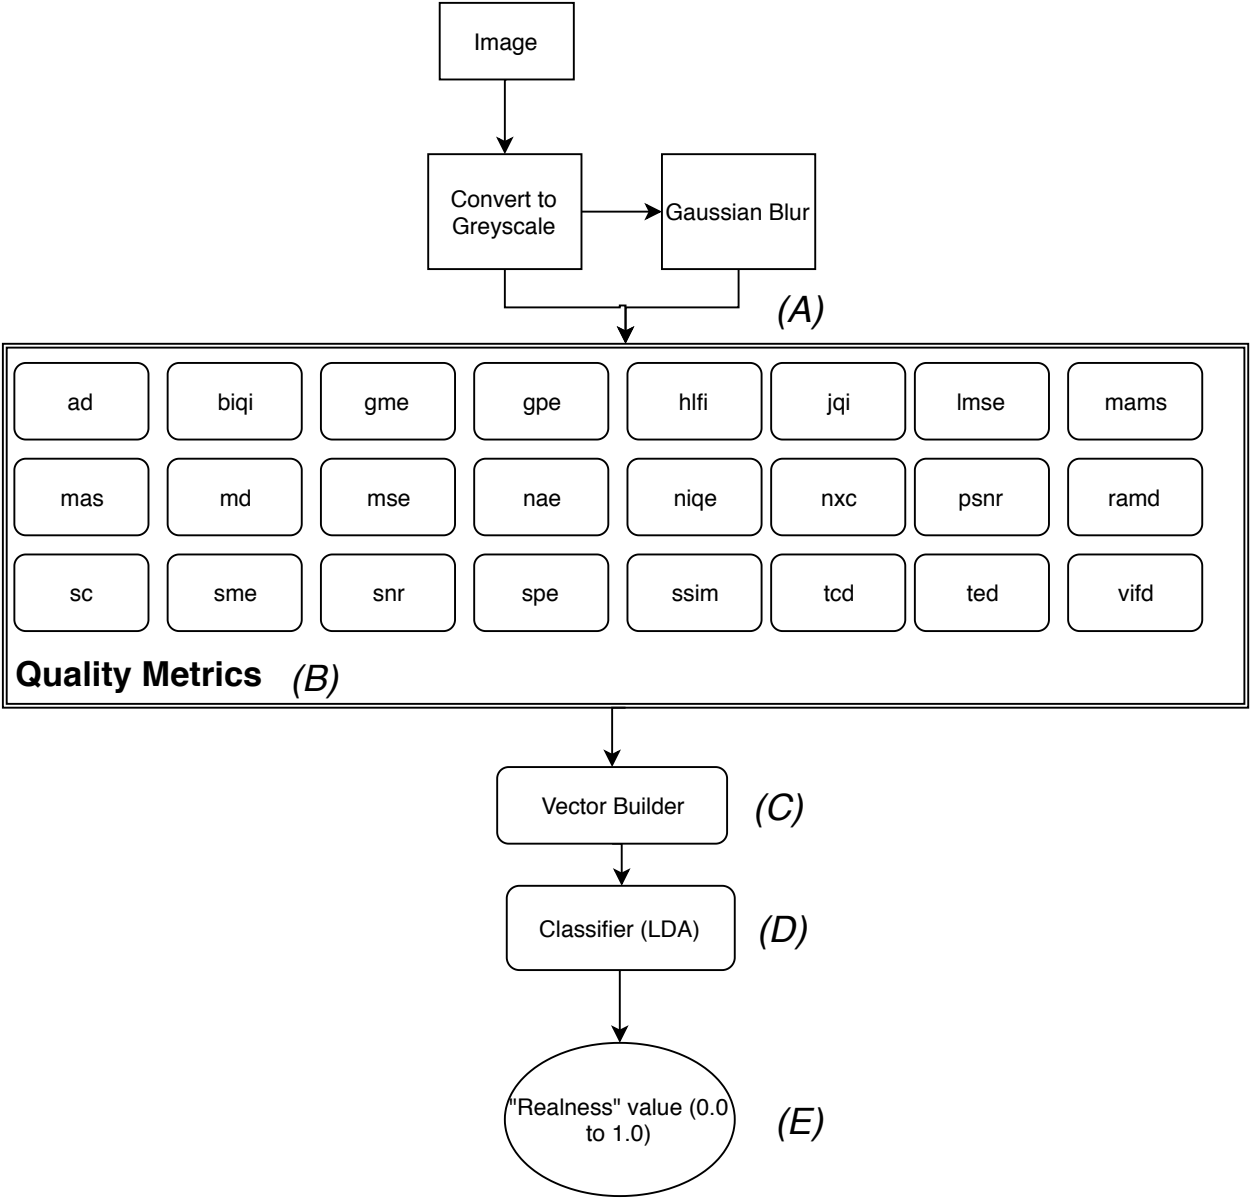 Image
Convert to
Greyscale
Gaussian Blur
(A)
ad
biqi
gme
gpe
hlfi
jqi
lmse
mams
mas
md
mse
nae
niqe
nxc
psnr
ramd
sc
sme
snr
spe
ssim
tcd
ted
vifd
Quality Metrics
(B)
Vector Builder
(C)
Classifier (LDA)
(D)
"Realness" value (0.0
to 1.0)
(E)